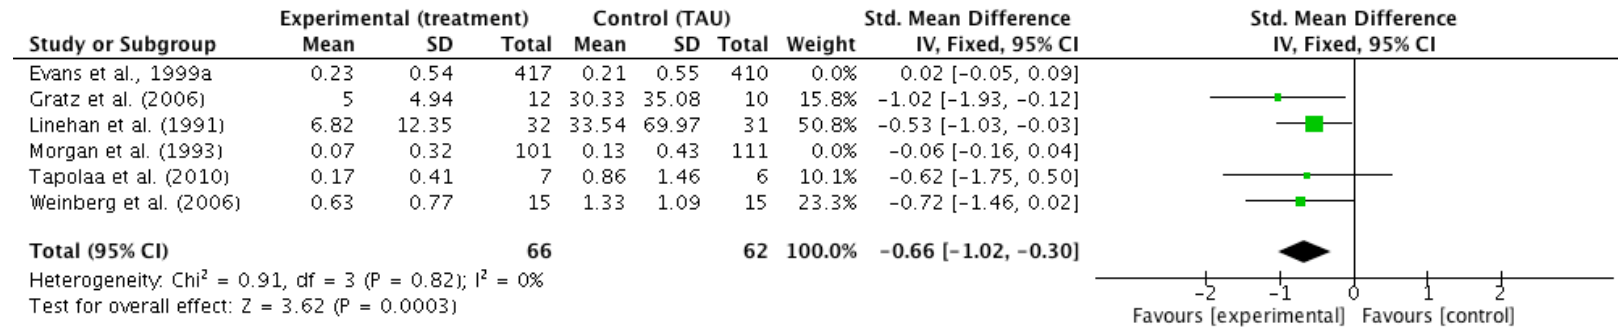 Experimental (treatment) Control (TAU) Std. Mean Difference Std. Mean Difference
Study or Subgroup Mean SD Total Mean SD Total Weight IV, Fixed, 95% CI IV, Fixed, 95% CI
Evans et al., 1999a 0.23 0.54 417 0.21 0.55 410 0.0% 0.02 [-0.05, 0.09]
Gratz et al. (2006) 5 4.94 12 30.33 35.08 10 15.8% -1.02 [-1.93, -0.12]
Linehan et al. (1991) 6.82 12.35 32 33.54 69.97 31 50.8% -0.53 [-1.03, -0.03]
Morgan et al. (1993) 0.07 0.32 101 0.13 0.43 111 0.0% -0.06 [-0.16, 0.04]
Tapolaa et al. (2010) 0.17 0.41 7 0.86 1.46 6 10.1% -0.62 [-1.75, 0.50]
Weinberg et al. (2006) 0.63 0.77 15 1.33 1.09 15 23.3% -0.72 [-1.46, 0.02]
Total (95% CI) 66 62 100.0% -0.66 [-1.02, -0.30]
Heterogeneity: Chi² = 0.91, df = 3 (P = 0.82); I² = 0%
Test for overall effect: Z = 3.62 (P = 0.0003)
-2 -1 0 1 2
Favours [experimental] Favours [control]